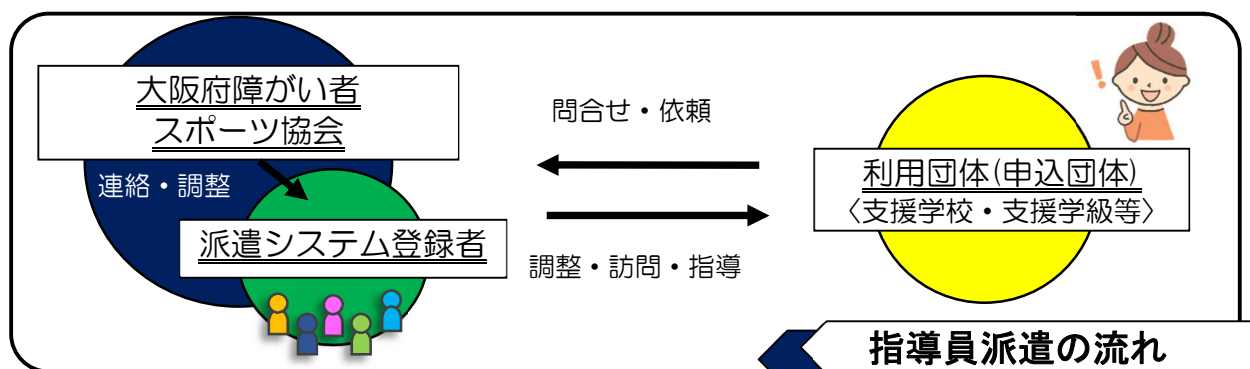 大阪府障がい者
スポーツ協会
連絡・調整
派遣システム登録者
問合せ・依頼
調整・訪問・指導
利用団体(申込団体)
〈支援学校・支援学級等〉
指導員派遣の流れ